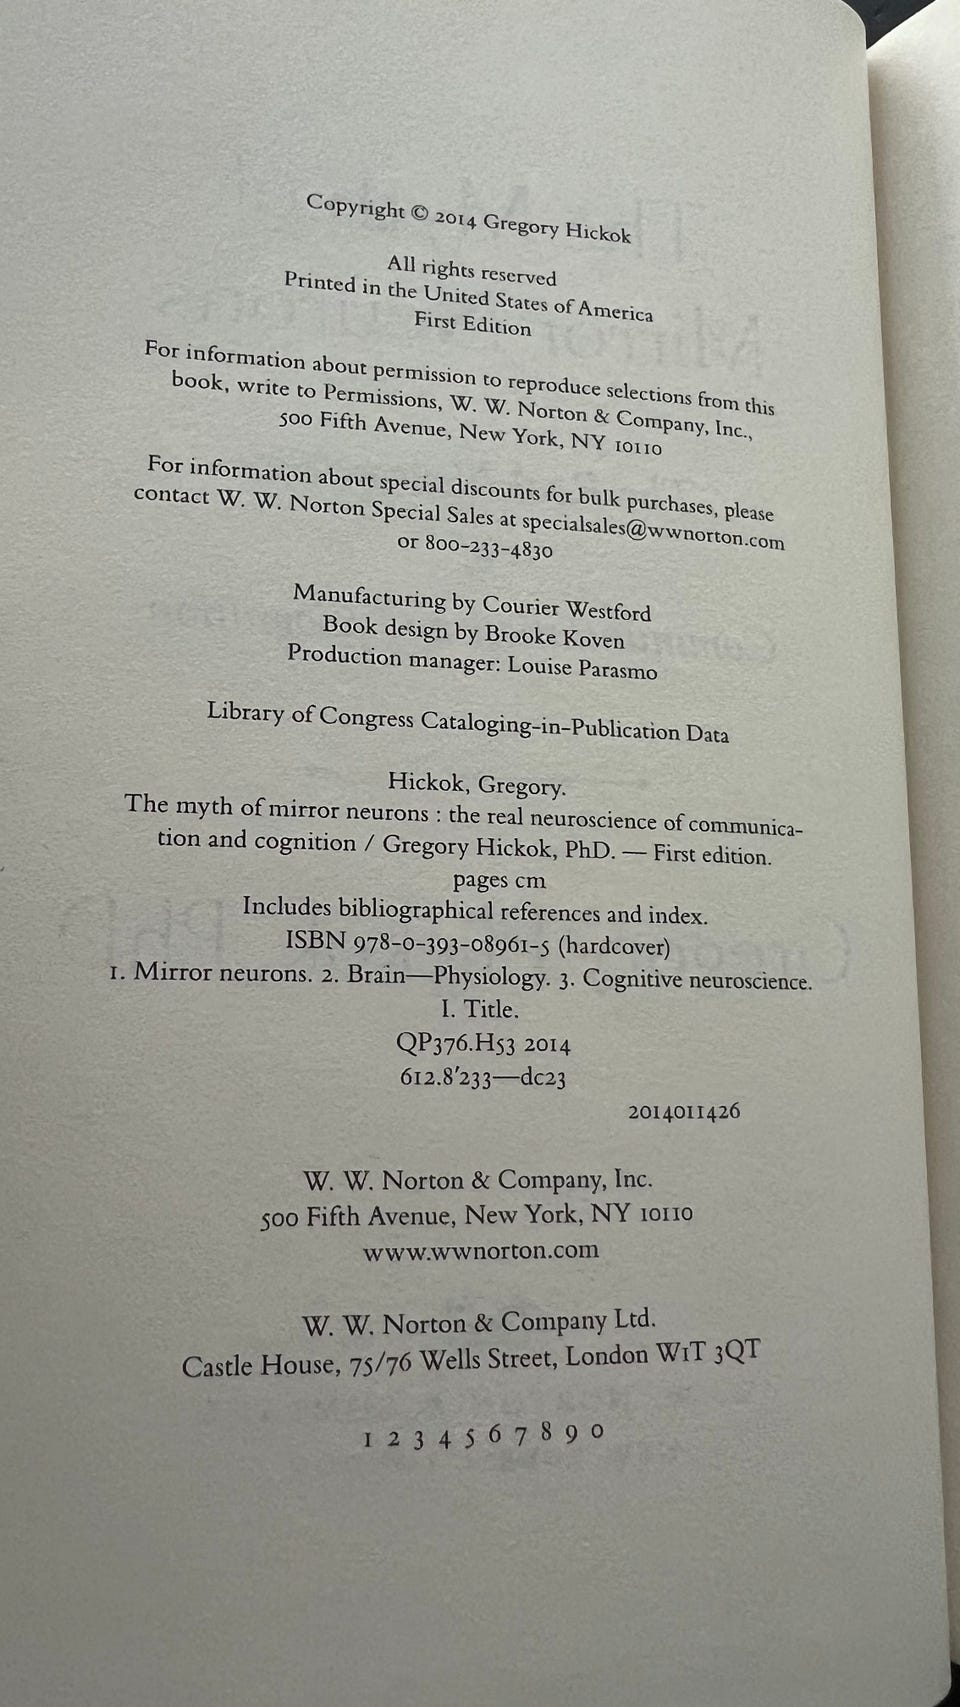 Copyright © 2014 Gregory Hickok
All rights reserved
Printed in the United States of America
First Edition
For information about permission to reproduce selections from this
book, write to Permissions, W. W. Norton & Company, Inc.,
500 Fifth Avenue, New York, NY 10110
For information about special discounts for bulk purchases, please
contact W. W. Norton Special Sales at specialsales@wwnorton.com
or 800-233-4830
Manufacturing by Courier Westford
Book design by Brooke Koven
Production manager: Louise Parasmo
Library of Congress Cataloging-in-Publication Data
Hickok, Gregory.
The myth of mirror neurons : the real neuroscience of communica-
tion and cognition / Gregory Hickok, PhD. — First edition.
pages cm
Includes bibliographical references and index.
ISBN 978-0-393-08961-5 (hardcover)
1. Mirror neurons. 2. Brain—Physiology. 3. Cognitive neuroscience.
I. Title.
QP376.H53 2014
612.8′233—dc23
2014011426
W. W. Norton & Company, Inc.
500 Fifth Avenue, New York, NY 10110
www.wwnorton.com
W. W. Norton & Company Ltd.
Castle House, 75/76 Wells Street, London W1T 3QT
1 2 3 4 5 6 7 8 9 0